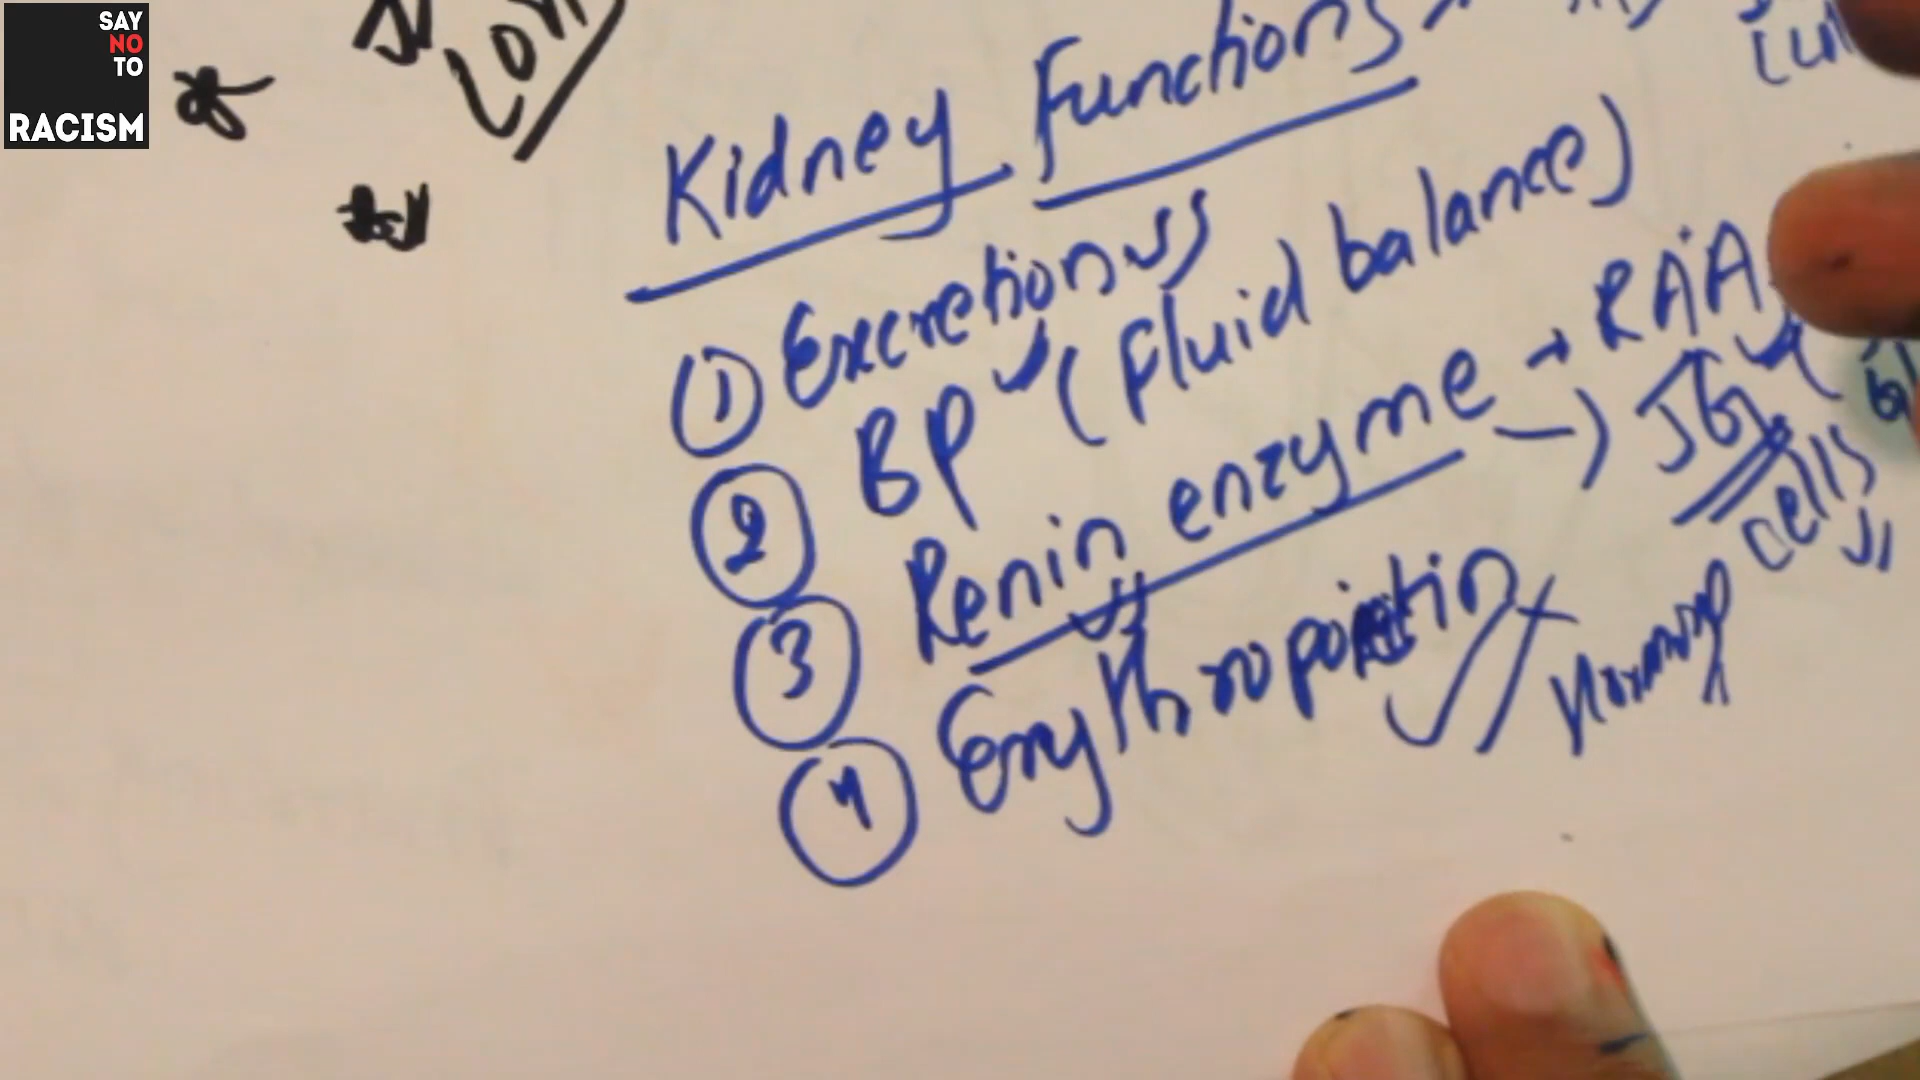 SAY
NO
TO
RACISM
Kidney Functions
① Excretion
② BP (Fluid balance)
③ Renin enzyme → RAA
→ JG cells
④ Erythropoietin